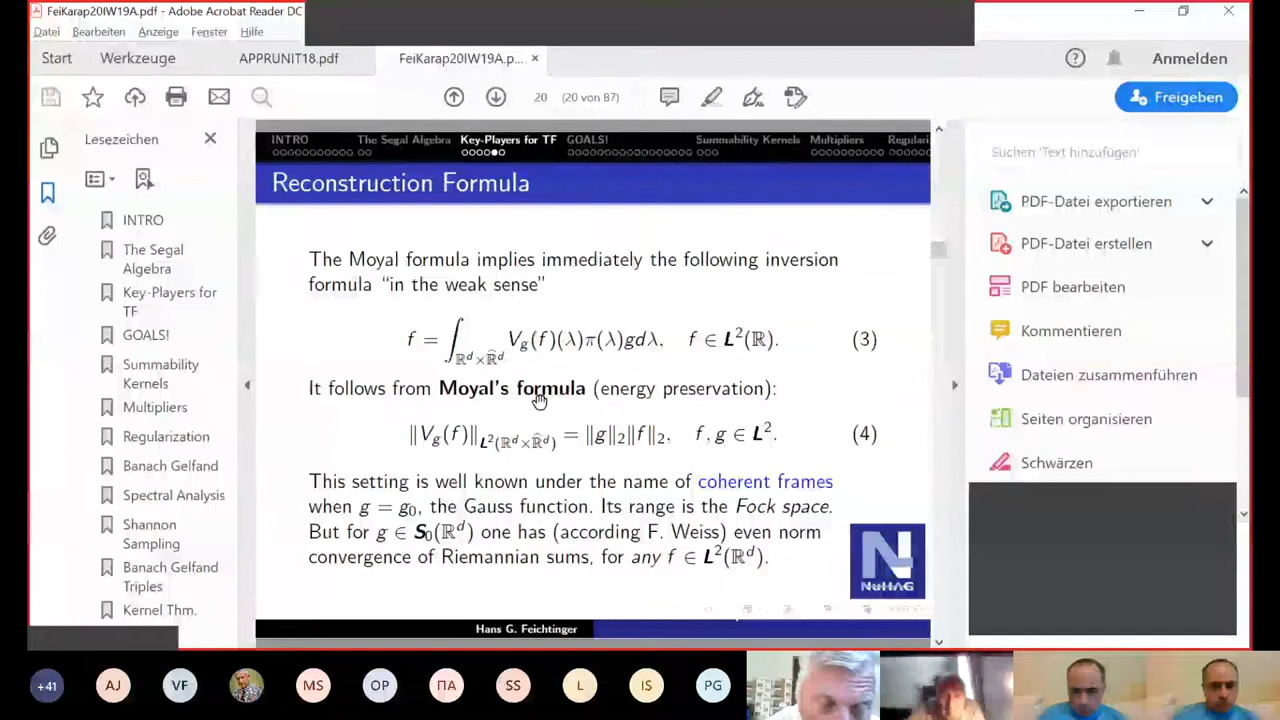 FeiKarap20IW19A.pdf - Adobe Acrobat Reader DC
Datei Bearbeiten Anzeige Fenster Hilfe
Start Werkzeuge APPRUNIT18.pdf FeiKarap20IW19A.p... × Anmelden
20 (20 von 87) Freigeben
Lesezeichen
INTRO
The Segal
Algebra
Key-Players for
TF
GOALS!
Summability
Kernels
Multipliers
Regularization
Banach Gelfand
Spectral Analysis
Shannon
Sampling
Banach Gelfand
Triples
Kernel Thm.
INTRO The Segal Algebra Key-Players for TF GOALS! Summability Kernels Multipliers Regulari
Reconstruction Formula
The Moyal formula implies immediately the following inversion
formula “in the weak sense”
f = ∫_{ℝ^d×ℝ̂^d} V_g(f)(λ)π(λ)gdλ, f ∈ L²(ℝ). (3)
It follows from Moyal's formula (energy preservation):
‖V_g(f)‖_{L²(ℝ^d×ℝ̂^d)} = ‖g‖₂‖f‖₂, f, g ∈ L². (4)
This setting is well known under the name of coherent frames
when g = g₀, the Gauss function. Its range is the Fock space.
But for g ∈ S₀(ℝ^d) one has (according F. Weiss) even norm
convergence of Riemannian sums, for any f ∈ L²(ℝ^d).
N
NuHAG
Hans G. Feichtinger
Suchen 'Text hinzufügen'
PDF-Datei exportieren
PDF-Datei erstellen
PDF bearbeiten
Kommentieren
Dateien zusammenführen
Seiten organisieren
Schwärzen
+41 AJ VF MS OP ПА SS L IS PG